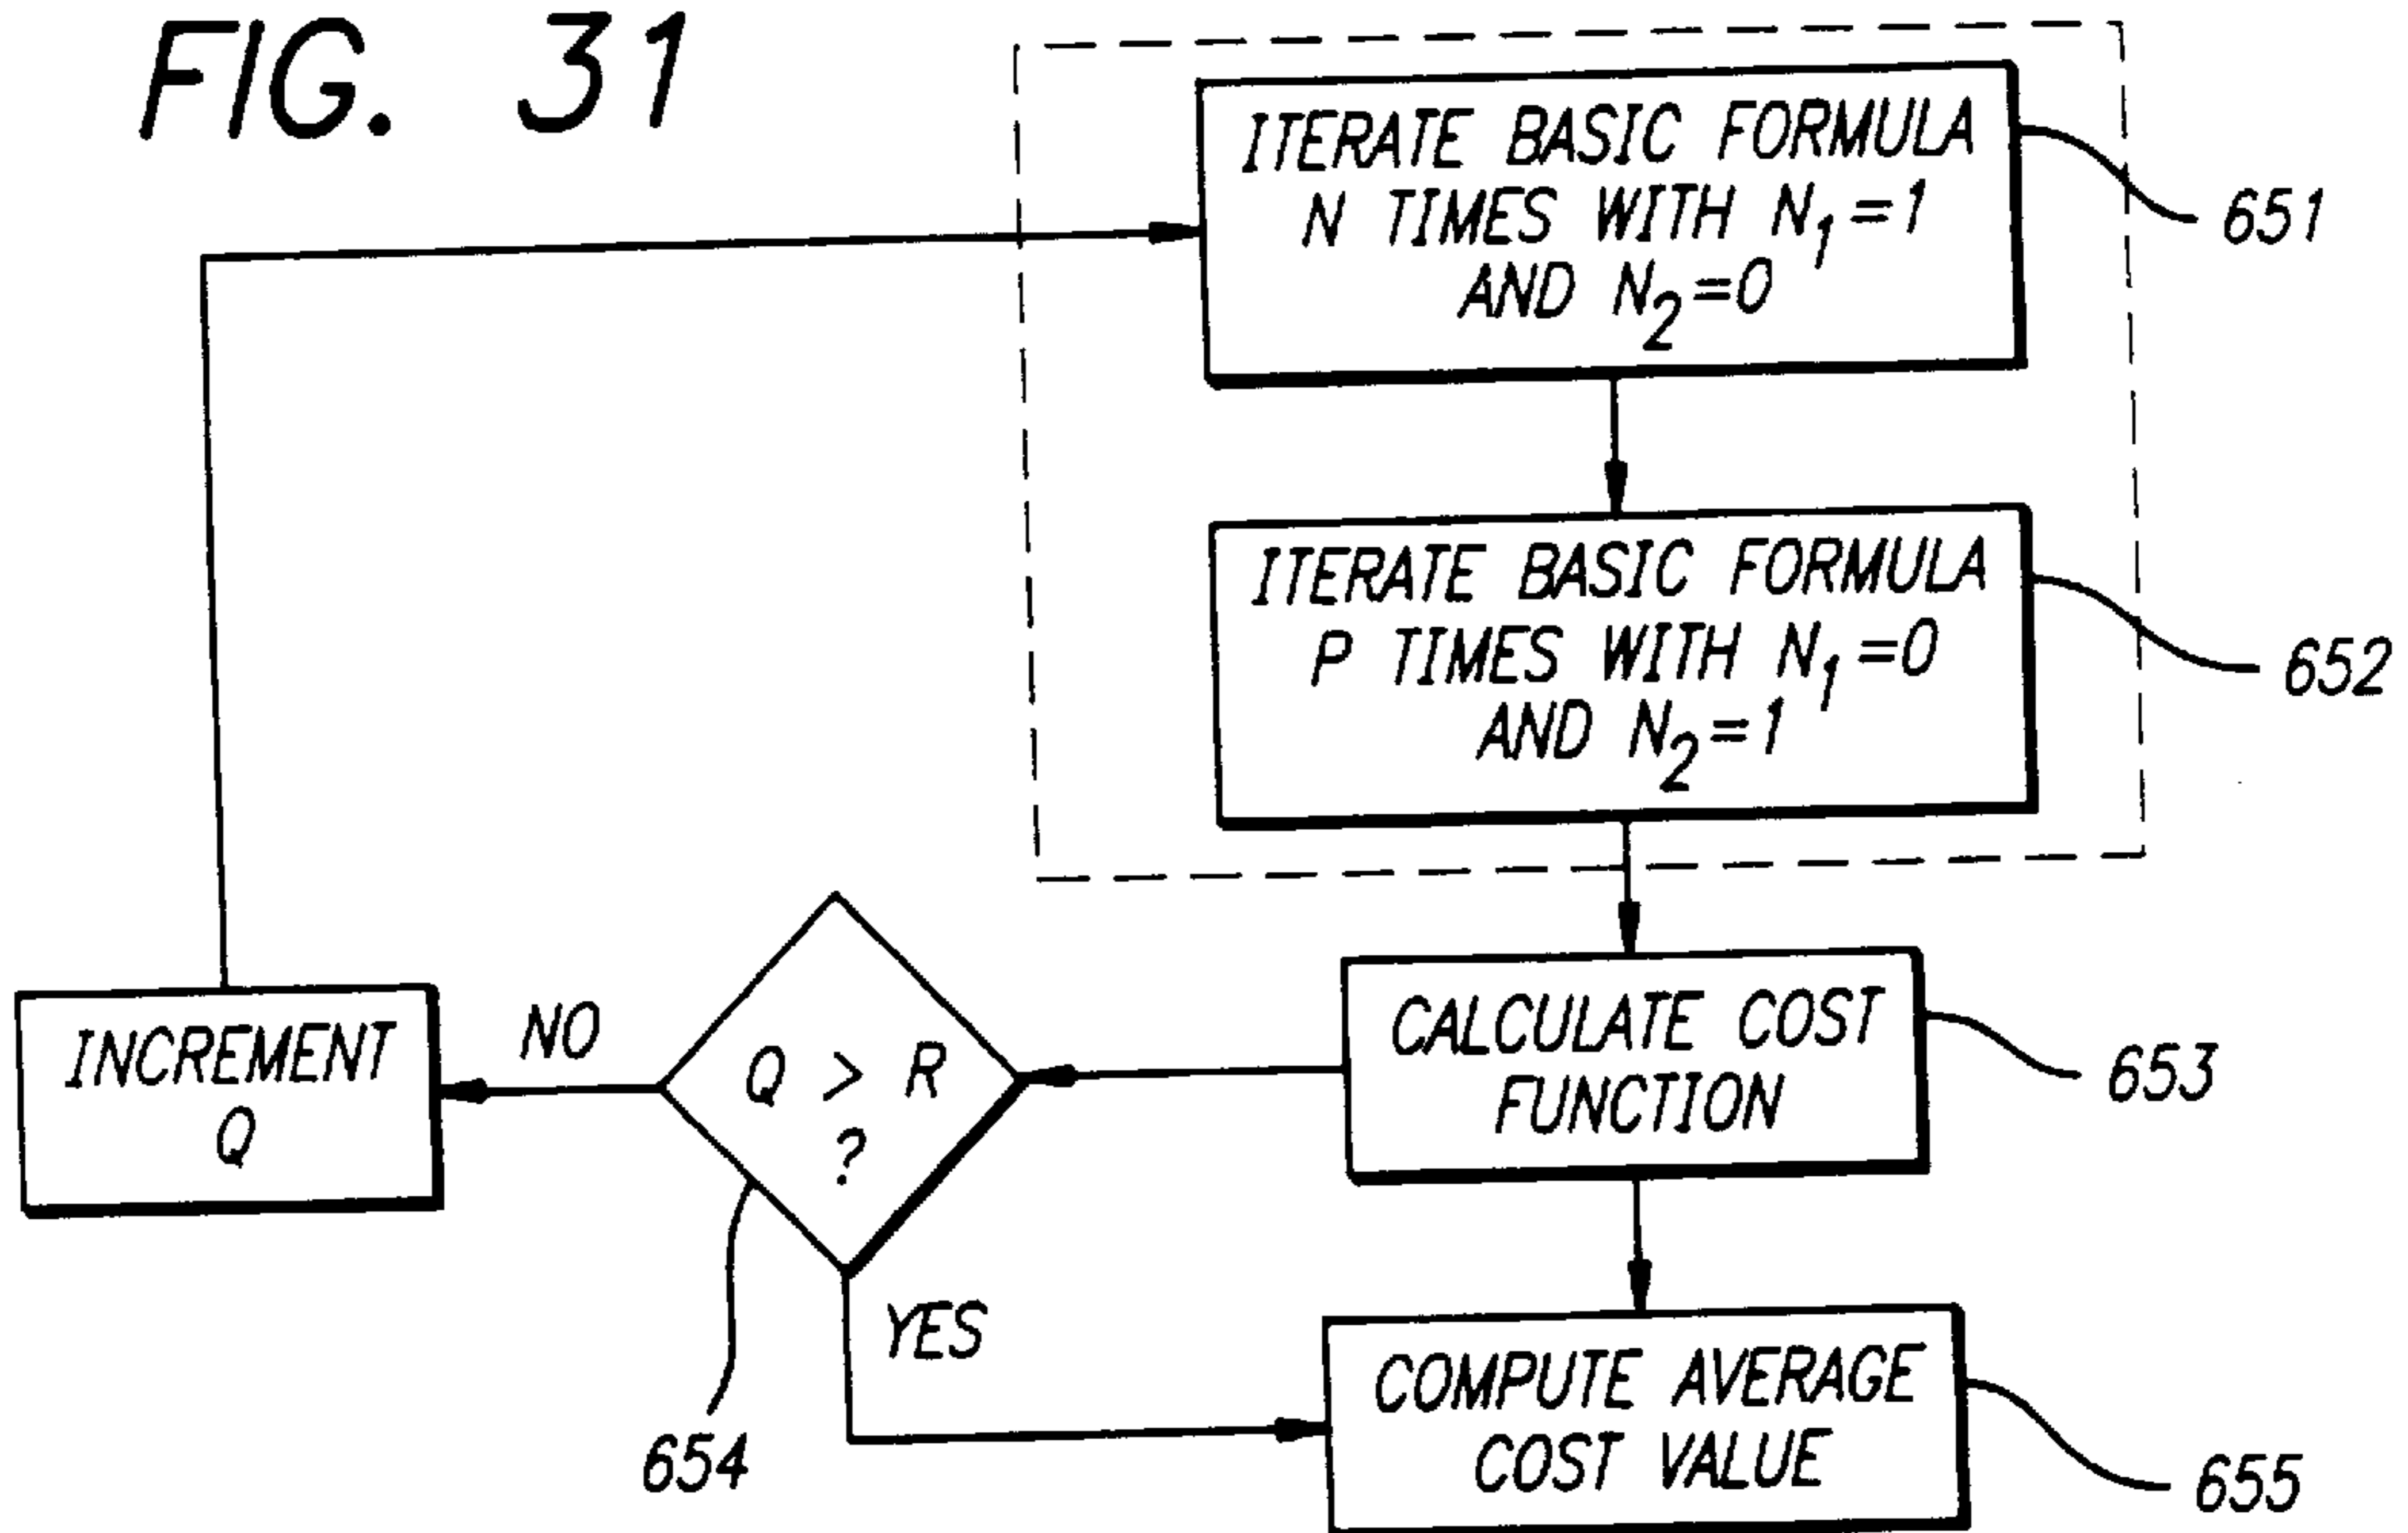 FIG. 31
ITERATE BASIC FORMULA
N TIMES WITH N₁=1
AND N₂=0
651
ITERATE BASIC FORMULA
P TIMES WITH N₁=0
AND N₂=1
652
CALCULATE COST
FUNCTION
653
Q > R
?
654
NO
INCREMENT
Q
YES
COMPUTE AVERAGE
COST VALUE
655